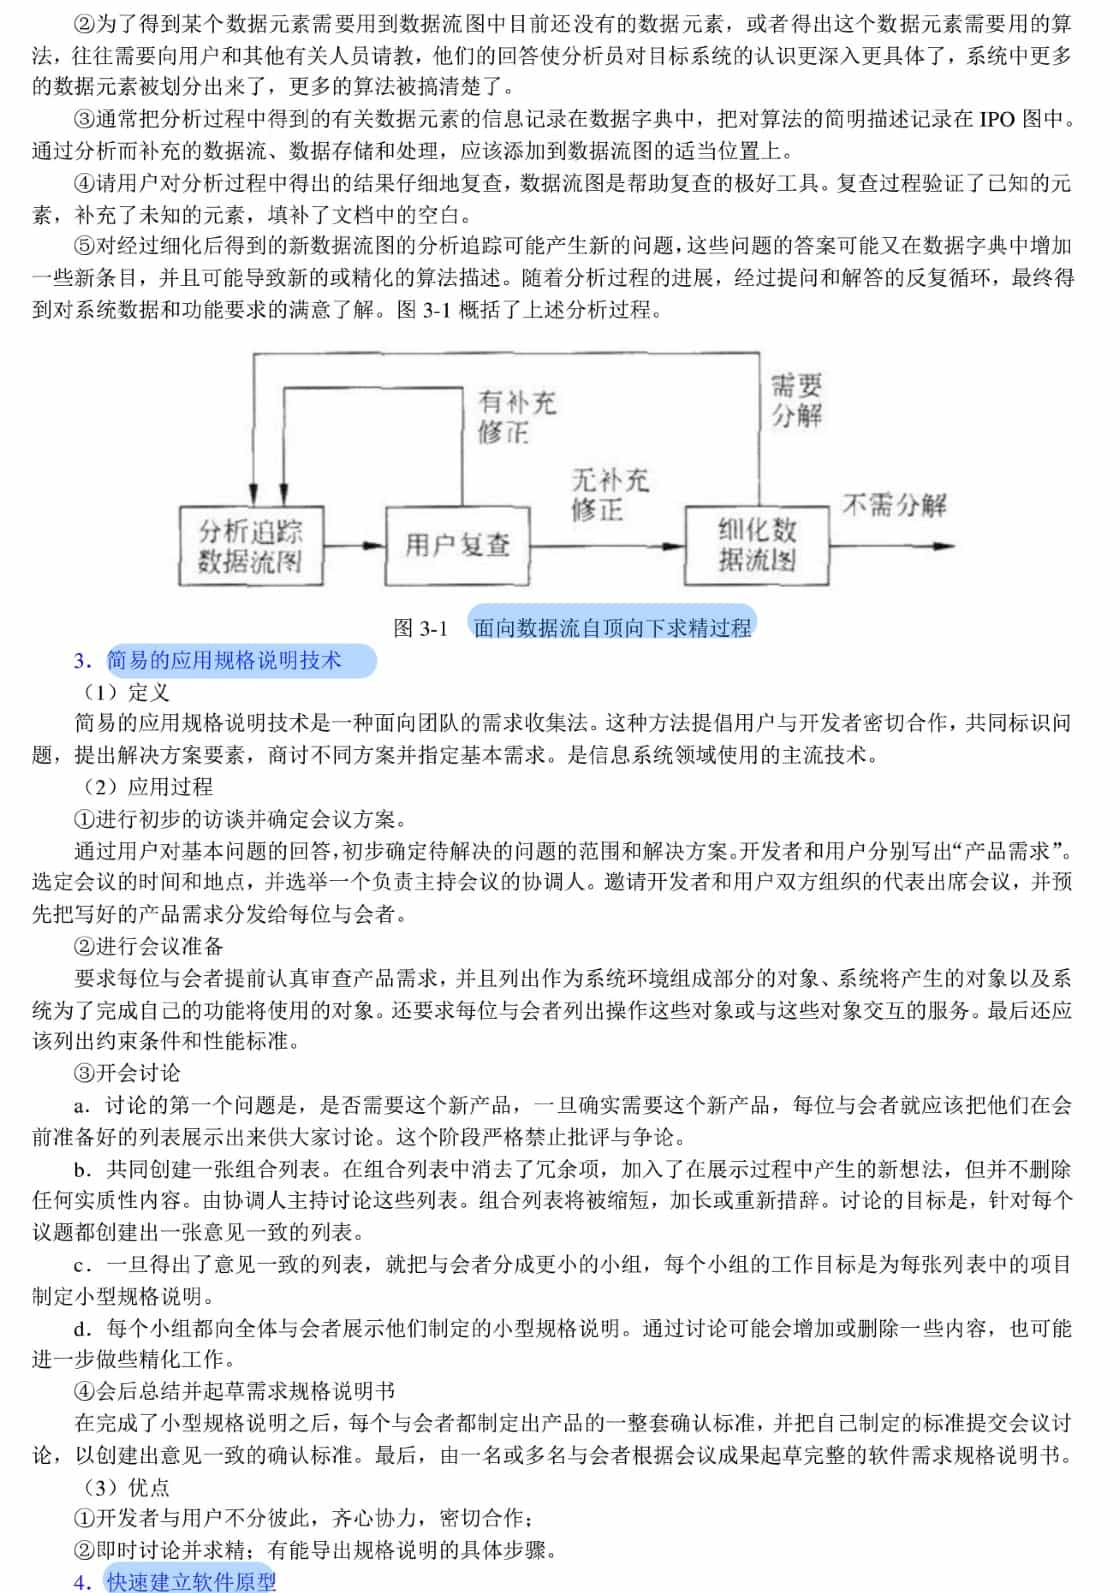 ②为了得到某个数据元素需要用到数据流图中目前还没有的数据元素，或者得出这个数据元素需要用的算
法，往往需要向用户和其他有关人员请教，他们的回答使分析员对目标系统的认识更深入更具体了，系统中更多
的数据元素被划分出来了，更多的算法被搞清楚了。
③通常把分析过程中得到的有关数据元素的信息记录在数据字典中，把对算法的简明描述记录在 IPO 图中。
通过分析而补充的数据流、数据存储和处理，应该添加到数据流图的适当位置上。
④请用户对分析过程中得出的结果仔细地复查，数据流图是帮助复查的极好工具。复查过程验证了已知的元
素，补充了未知的元素，填补了文档中的空白。
⑤对经过细化后得到的新数据流图的分析追踪可能产生新的问题，这些问题的答案可能又在数据字典中增加
一些新条目，并且可能导致新的或精化的算法描述。随着分析过程的进展，经过提问和解答的反复循环，最终得
到对系统数据和功能要求的满意了解。图 3-1 概括了上述分析过程。
需要
分解
有补充
修正
无补充
修正
不需分解
分析追踪
数据流图
用户复查
细化数
据流图
图 3-1 面向数据流自顶向下求精过程
3．简易的应用规格说明技术
（1）定义
简易的应用规格说明技术是一种面向团队的需求收集法。这种方法提倡用户与开发者密切合作，共同标识问
题，提出解决方案要素，商讨不同方案并指定基本需求。是信息系统领域使用的主流技术。
（2）应用过程
①进行初步的访谈并确定会议方案。
通过用户对基本问题的回答，初步确定待解决的问题的范围和解决方案。开发者和用户分别写出“产品需求”。
选定会议的时间和地点，并选举一个负责主持会议的协调人。邀请开发者和用户双方组织的代表出席会议，并预
先把写好的产品需求分发给每位与会者。
②进行会议准备
要求每位与会者提前认真审查产品需求，并且列出作为系统环境组成部分的对象、系统将产生的对象以及系
统为了完成自己的功能将使用的对象。还要求每位与会者列出操作这些对象或与这些对象交互的服务。最后还应
该列出约束条件和性能标准。
③开会讨论
a．讨论的第一个问题是，是否需要这个新产品，一旦确实需要这个新产品，每位与会者就应该把他们在会
前准备好的列表展示出来供大家讨论。这个阶段严格禁止批评与争论。
b．共同创建一张组合列表。在组合列表中消去了冗余项，加入了在展示过程中产生的新想法，但并不删除
任何实质性内容。由协调人主持讨论这些列表。组合列表将被缩短，加长或重新措辞。讨论的目标是，针对每个
议题都创建出一张意见一致的列表。
c．一旦得出了意见一致的列表，就把与会者分成更小的小组，每个小组的工作目标是为每张列表中的项目
制定小型规格说明。
d．每个小组都向全体与会者展示他们制定的小型规格说明。通过讨论可能会增加或删除一些内容，也可能
进一步做些精化工作。
④会后总结并起草需求规格说明书
在完成了小型规格说明之后，每个与会者都制定出产品的一整套确认标准，并把自己制定的标准提交会议讨
论，以创建出意见一致的确认标准。最后，由一名或多名与会者根据会议成果起草完整的软件需求规格说明书。
（3）优点
①开发者与用户不分彼此，齐心协力，密切合作；
②即时讨论并求精；有能导出规格说明的具体步骤。
4．快速建立软件原型